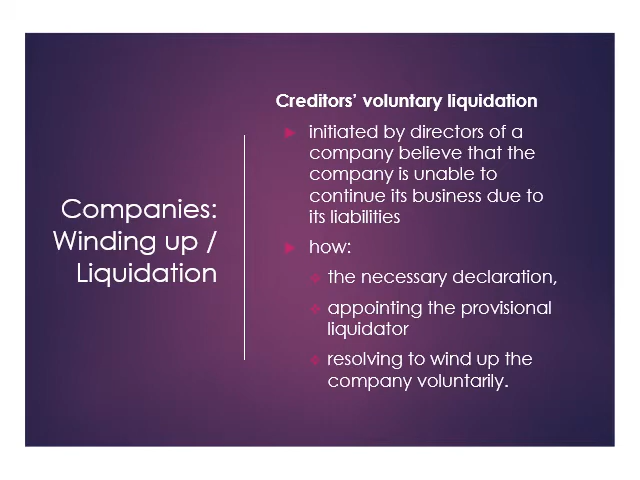 Companies:
Winding up /
Liquidation
Creditors' voluntary liquidation
initiated by directors of a
company believe that the
company is unable to
continue its business due to
its liabilities
how:
the necessary declaration,
appointing the provisional
liquidator
resolving to wind up the
company voluntarily.